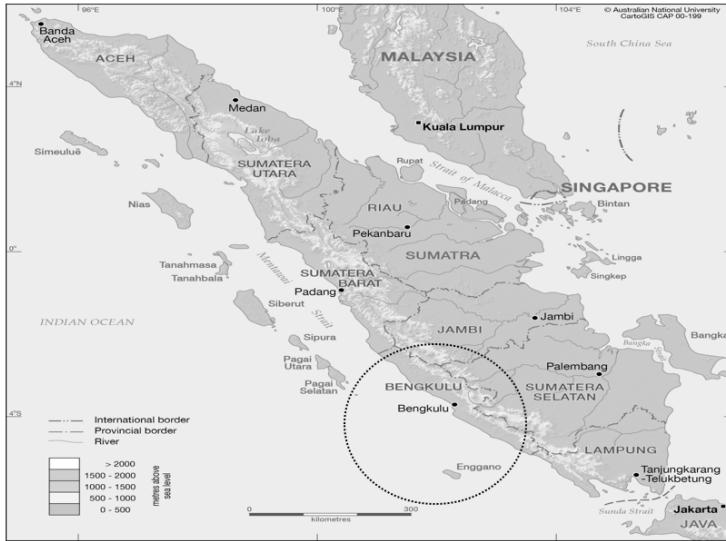 96°E
100°E
104°E
© Australian National University
CartoGIS CAP 00-199
Banda
Aceh
ACEH
MALAYSIA
South China Sea
4°N
Medan
Kuala Lumpur
Lake
Toba
Simeuluë
SUMATERA
UTARA
Rupat
Strait of Malacca
SINGAPORE
Nias
RIAU
Padang
Bintan
Pekanbaru
0°
SUMATRA
Lingga
Tanahmasa
Tanahbala
Mentawai
Strait
SUMATERA
BARAT
Singkep
Padang
Siberut
INDIAN OCEAN
Jambi
JAMBI
Sipura
Bangka
Bangka Strait
Pagai
Utara
Palembang
Pagai
Selatan
BENGKULU
SUMATERA
SELATAN
Bengkulu
4°S
International border
Provincial border
River
LAMPUNG
> 2000
1500 - 2000
1000 - 1500
500 - 1000
0 - 500
metres above
sea level
Enggano
Tanjungkarang
-Telukbetung
0
300
kilometres
Sunda Strait
Jakarta
JAVA